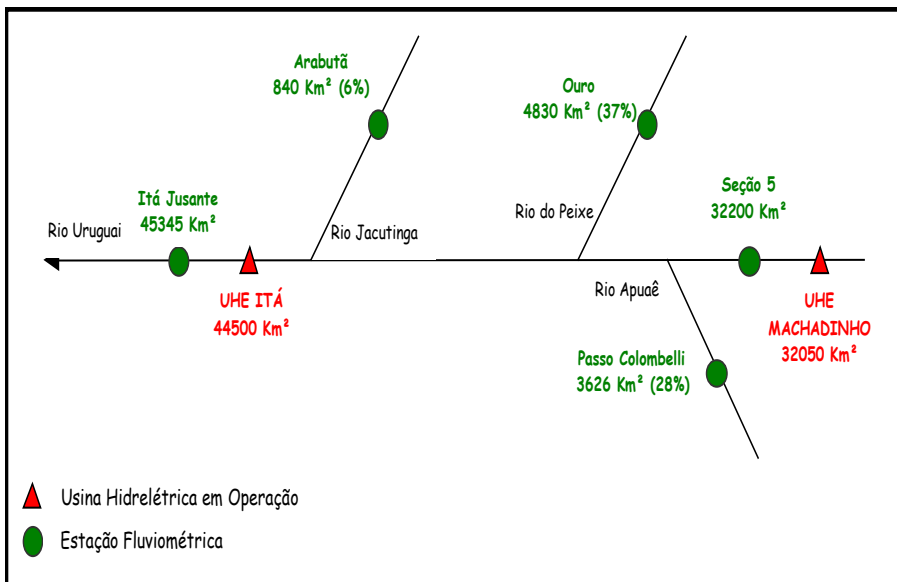 Arabutã
840 Km² (6%)
Ouro
4830 Km² (37%)
Seção 5
32200 Km²
Itá Jusante
45345 Km²
Rio Uruguai
Rio Jacutinga
Rio do Peixe
Rio Apuaê
UHE ITÁ
44500 Km²
UHE
MACHADINHO
32050 Km²
Passo Colombelli
3626 Km² (28%)
Usina Hidrelétrica em Operação
Estação Fluviométrica